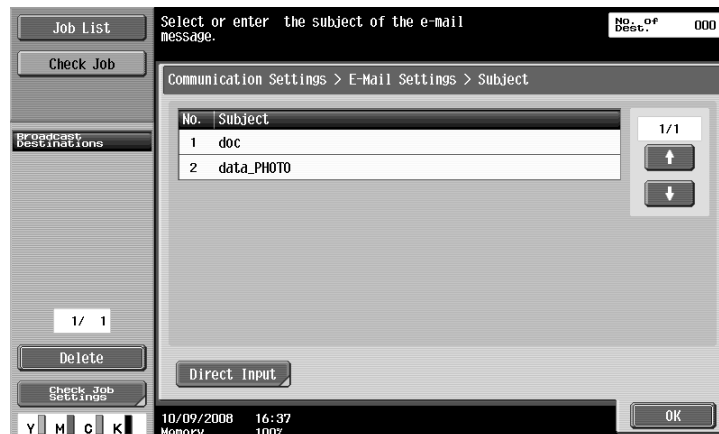 Job List
Check Job
Broadcast
Destinations
1/ 1
Delete
Check Job
Settings
Y M C K
Select or enter the subject of the e-mail
message.
No. of
Dest. 000
Communication Settings > E-Mail Settings > Subject
No. Subject
1 doc
2 data_PHOTO
1/1
Direct Input
10/09/2008 16:37
Memory 100%
OK